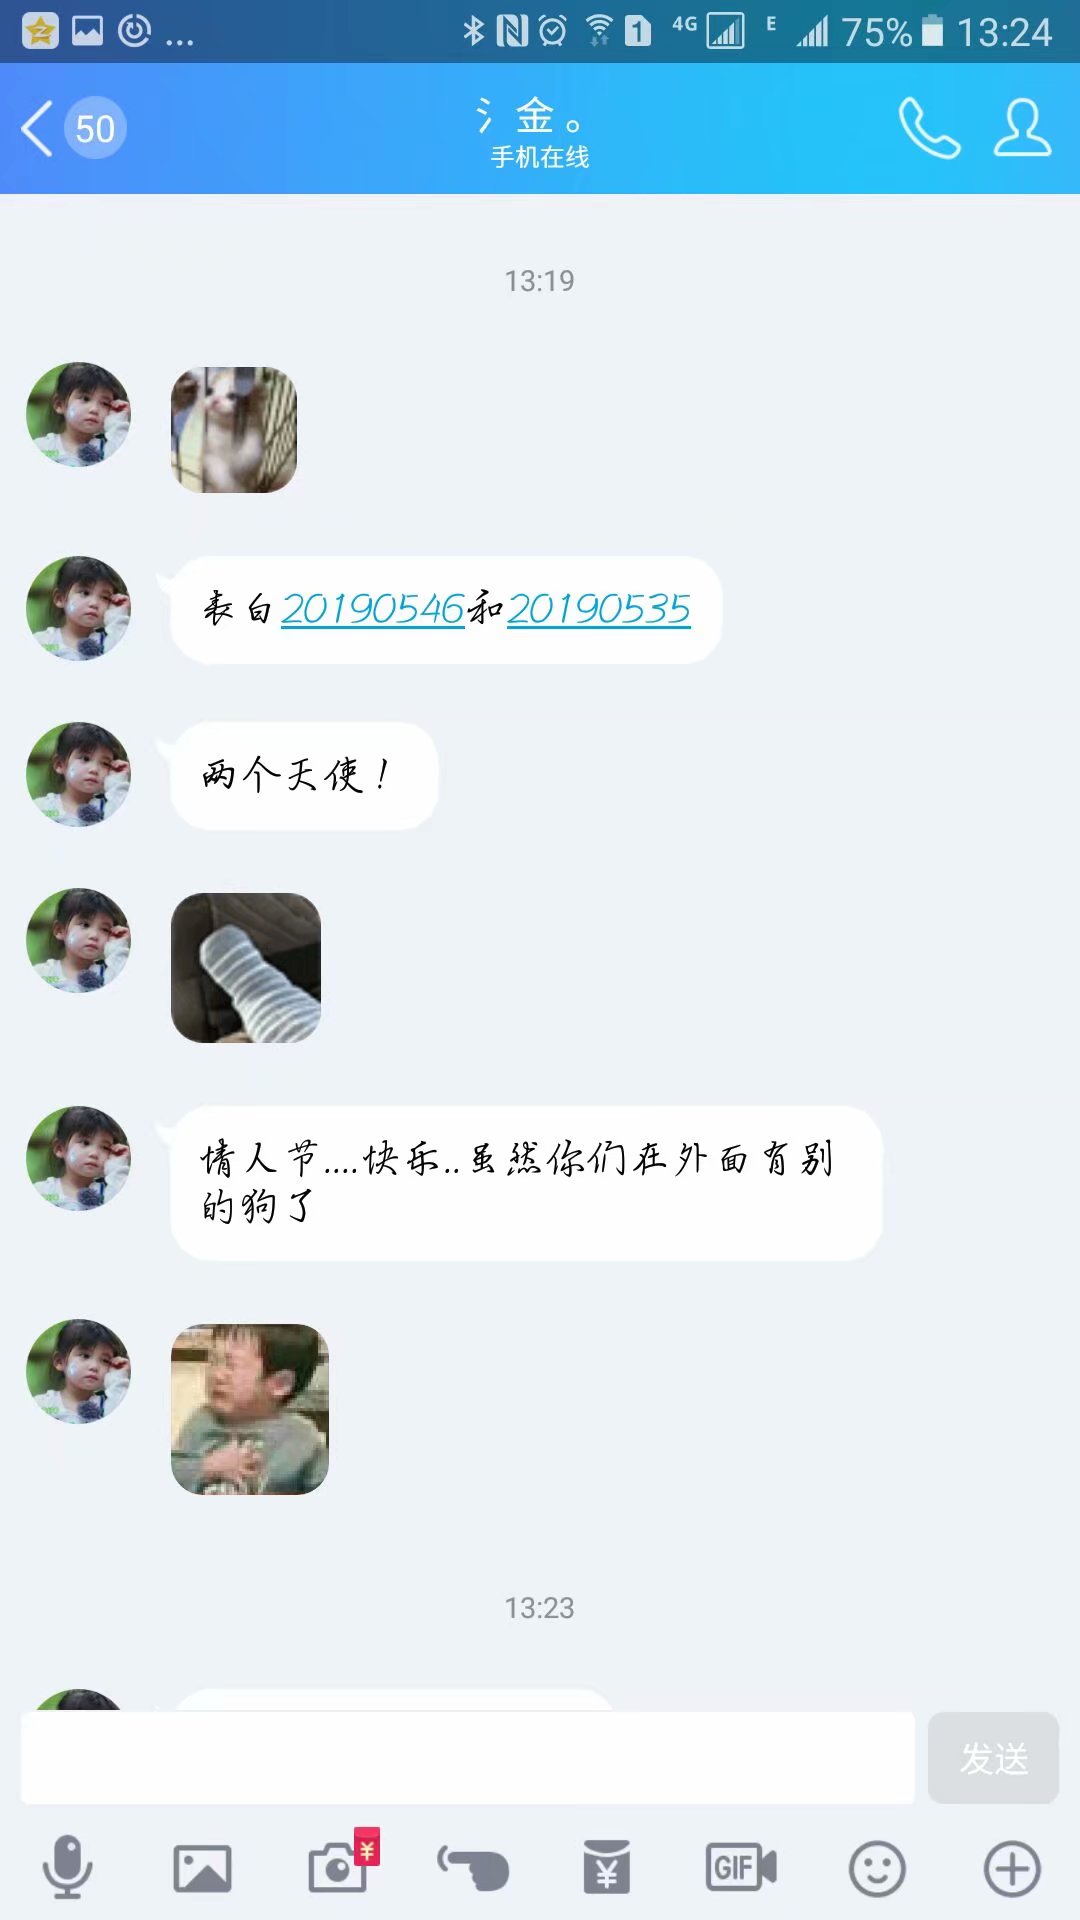 ... 1 4G E 75% 13:24
50
氵金。
手机在线
13:19
表白20190546和20190535
两个天使！
情人节....快乐..虽然你们在外面有别
的狗了
13:23
发送
¥
¥
GIF